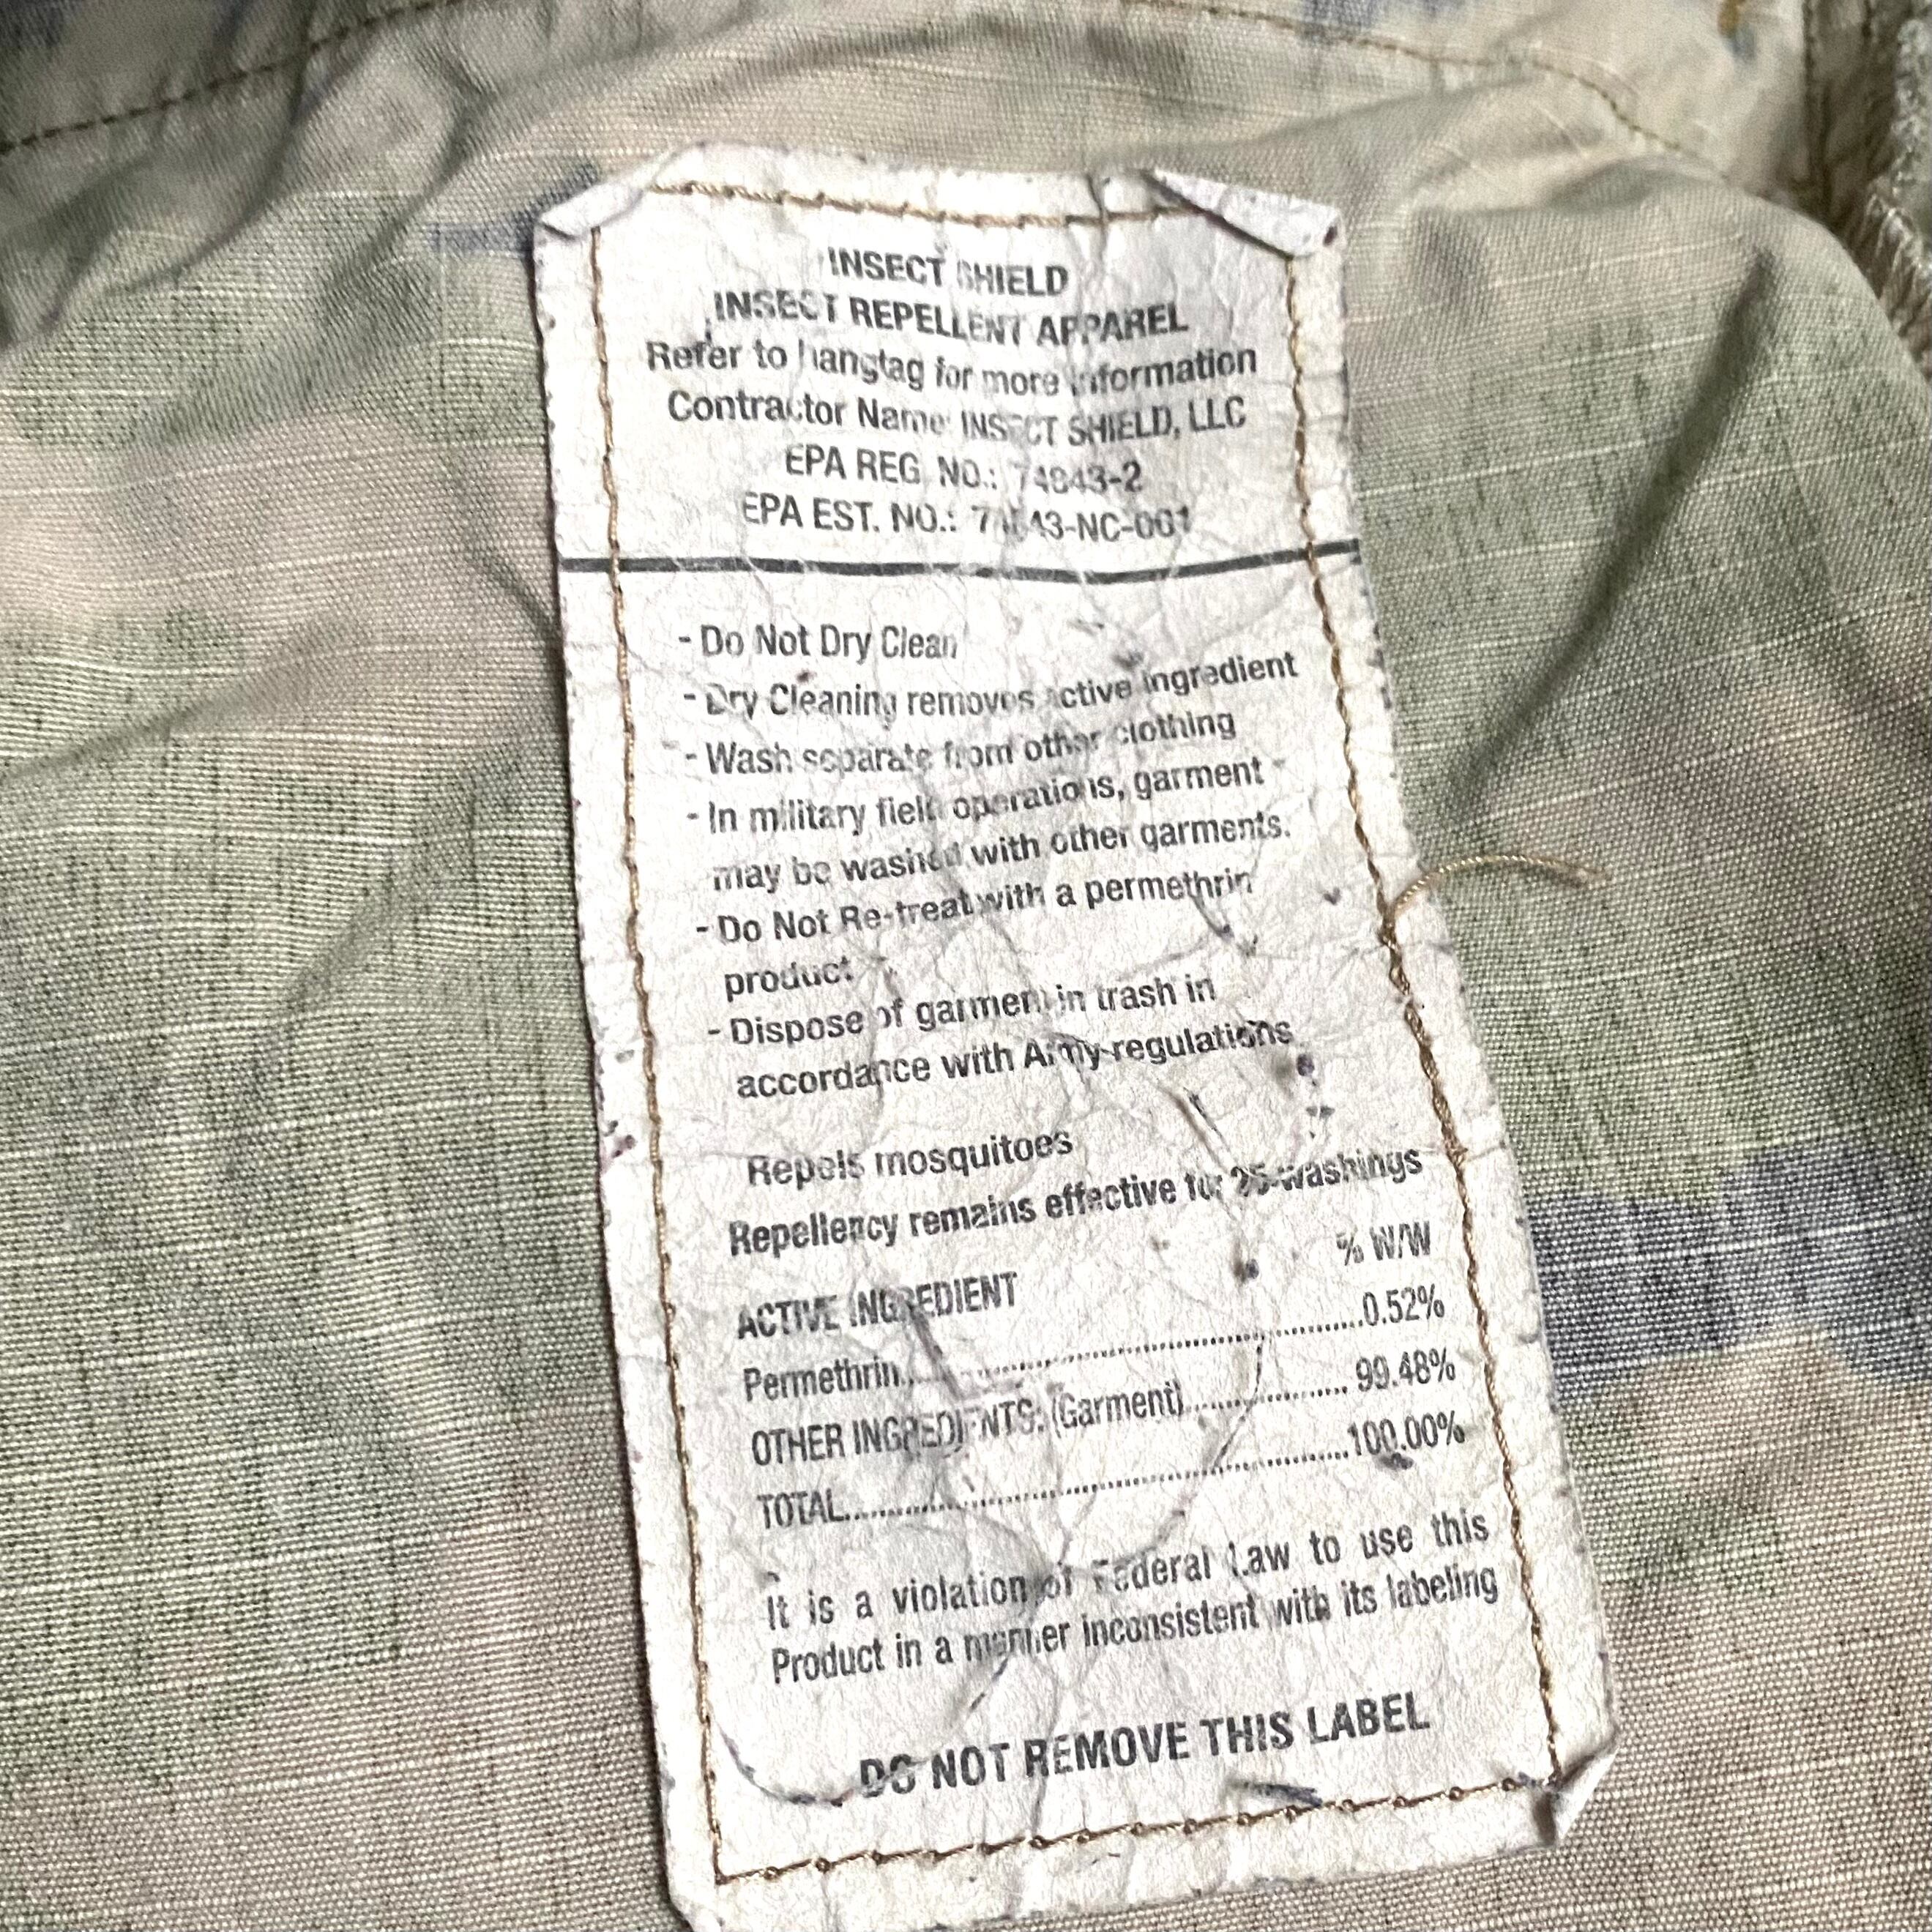 INSECT SHIELD
INSECT REPELLENT APPAREL
Refer to hangtag for more information
Contractor Name: INSECT SHIELD, LLC
EPA REG. NO.: 74843-2
EPA EST. NO.:
- Do Not Dry Clean
- Dry Cleaning removes active ingredient
- Wash separate from other clothing
- In military field operations, garment
may be washed with other garments.
- Do Not Re-treat with a permethrin
product
- Dispose of garment in trash in
accordance with Army regulations
Repels mosquitoes
Repellency remains effective for 25 washings
% W/W
ACTIVE INGREDIENT
Permethrin..............................0.52%
OTHER INGREDIENTS: (Garment)....................99.48%
TOTAL..............................100.00%
It is a violation of Federal Law to use this
Product in a manner inconsistent with its labeling
DO NOT REMOVE THIS LABEL